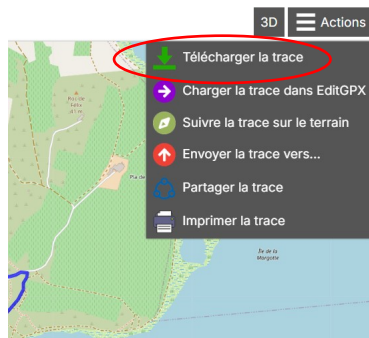 3D
Actions
Télécharger la trace
Charger la trace dans EditGPX
Suivre la trace sur le terrain
Envoyer la trace vers...
Partager la trace
Imprimer la trace
Pla de
Île de la
Margotte